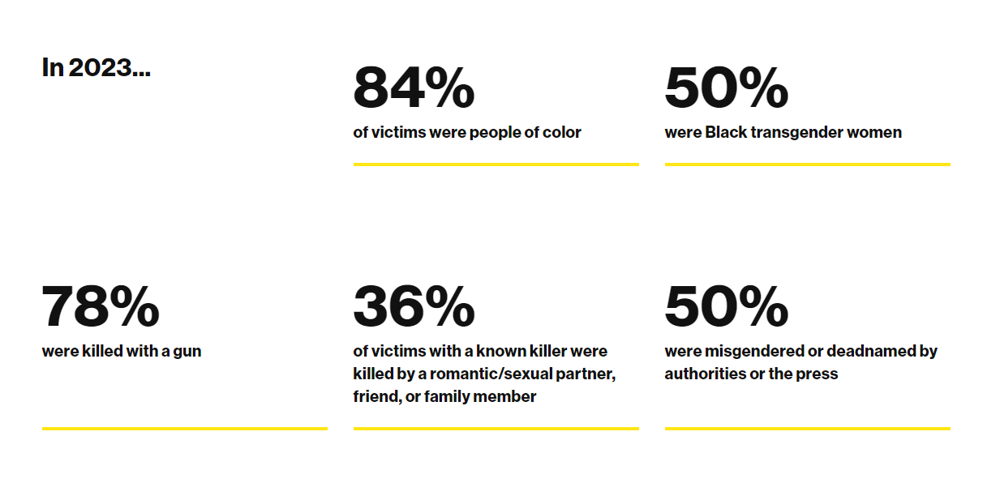 In 2023...
84%
of victims were people of color
50%
were Black transgender women
78%
were killed with a gun
36%
of victims with a known killer were
killed by a romantic/sexual partner,
friend, or family member
50%
were misgendered or deadnamed by
authorities or the press